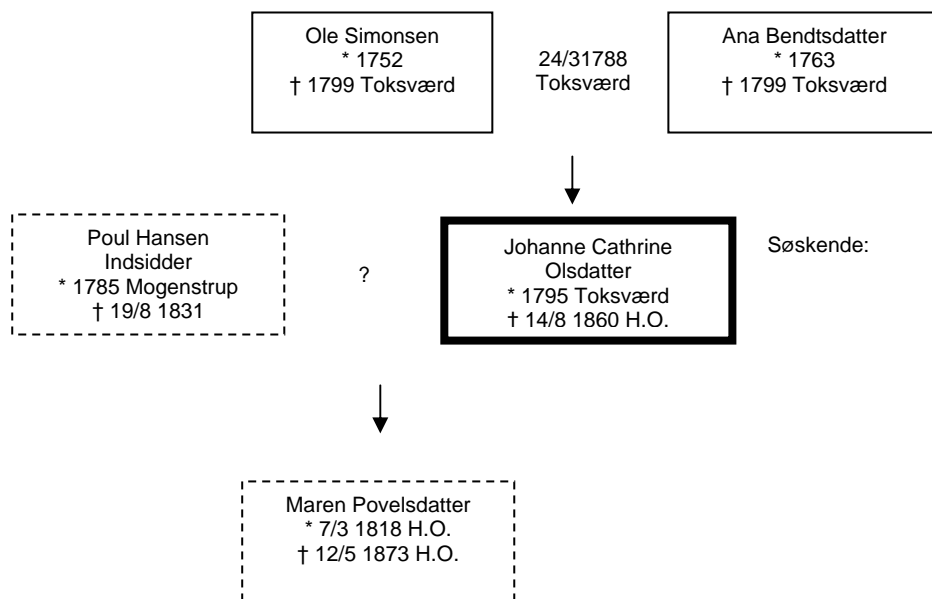 Ole Simonsen
* 1752
† 1799 Toksværd
24/31788
Toksværd
Ana Bendtsdatter
* 1763
† 1799 Toksværd
Poul Hansen
Indsidder
* 1785 Mogenstrup
† 19/8 1831
?
Johanne Cathrine
Olsdatter
* 1795 Toksværd
† 14/8 1860 H.O.
Søskende:
Maren Povelsdatter
* 7/3 1818 H.O.
† 12/5 1873 H.O.